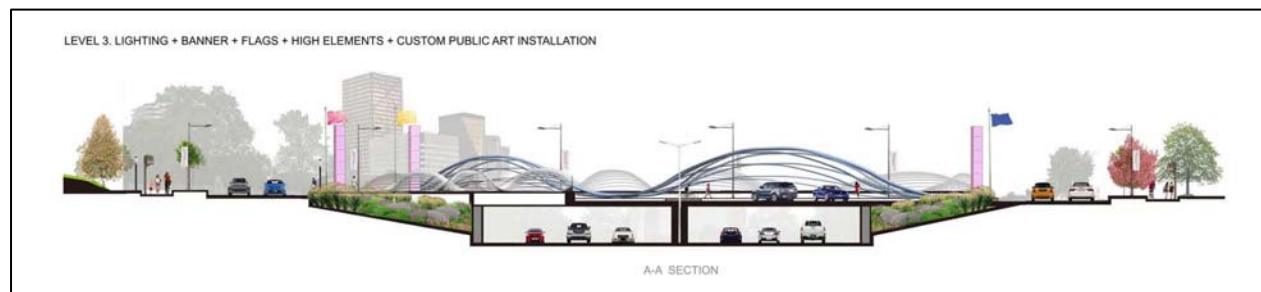 LEVEL 3. LIGHTING + BANNER + FLAGS + HIGH ELEMENTS + CUSTOM PUBLIC ART INSTALLATION
A-A SECTION